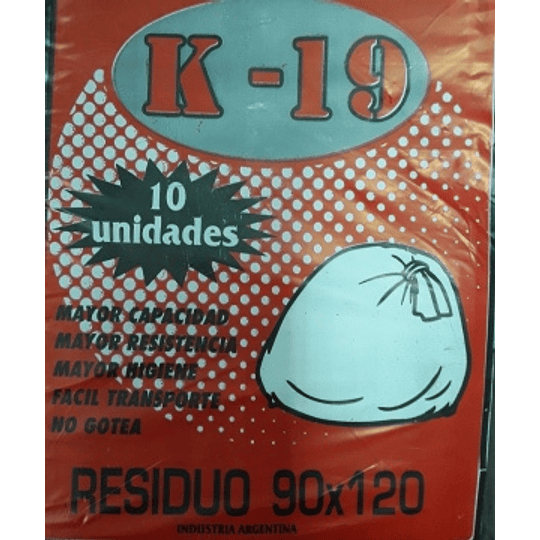 K-19
10
unidades
MAYOR CAPACIDAD
MAYOR RESISTENCIA
MAYOR HIGIENE
FACIL TRANSPORTE
NO GOTEA
RESIDUO 90x120
INDUSTRIA ARGENTINA